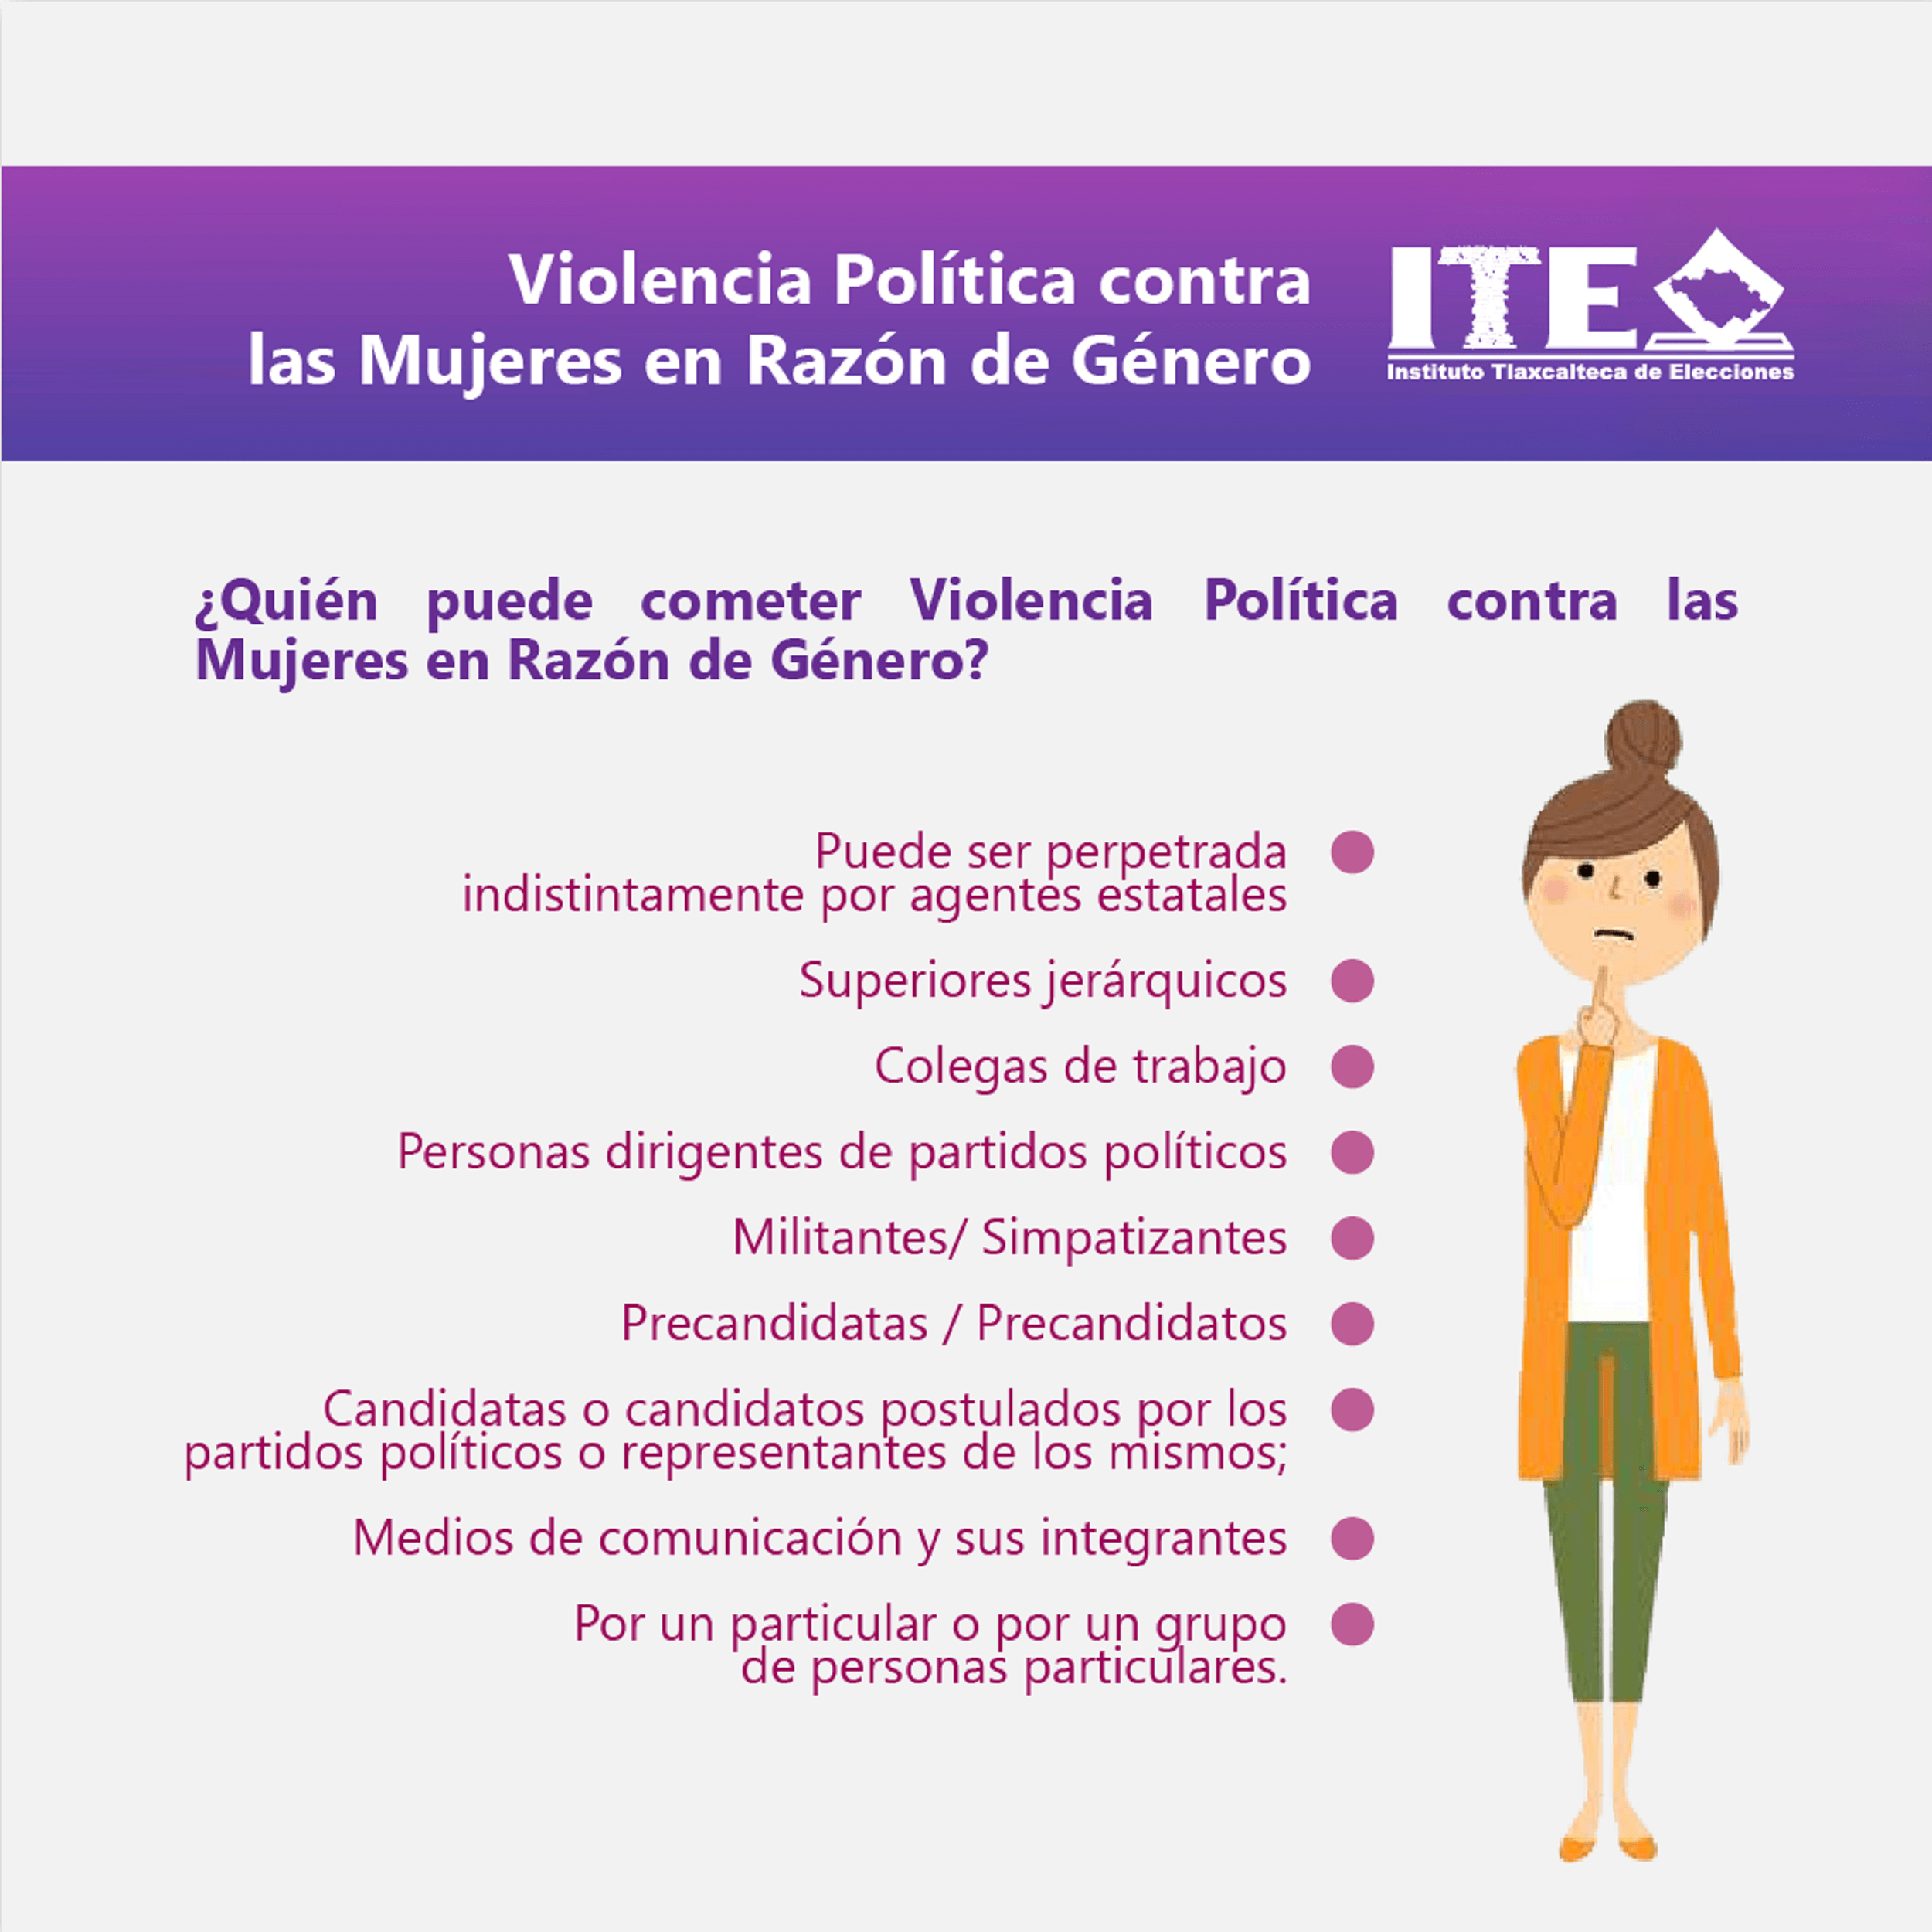 Violencia Política contra
las Mujeres en Razón de Género
ITE
Instituto Tlaxcalteca de Elecciones
¿Quién puede cometer Violencia Política contra las
Mujeres en Razón de Género?
Puede ser perpetrada
indistintamente por agentes estatales
Superiores jerárquicos
Colegas de trabajo
Personas dirigentes de partidos políticos
Militantes/ Simpatizantes
Precandidatas / Precandidatos
Candidatas o candidatos postulados por los
partidos políticos o representantes de los mismos;
Medios de comunicación y sus integrantes
Por un particular o por un grupo
de personas particulares.